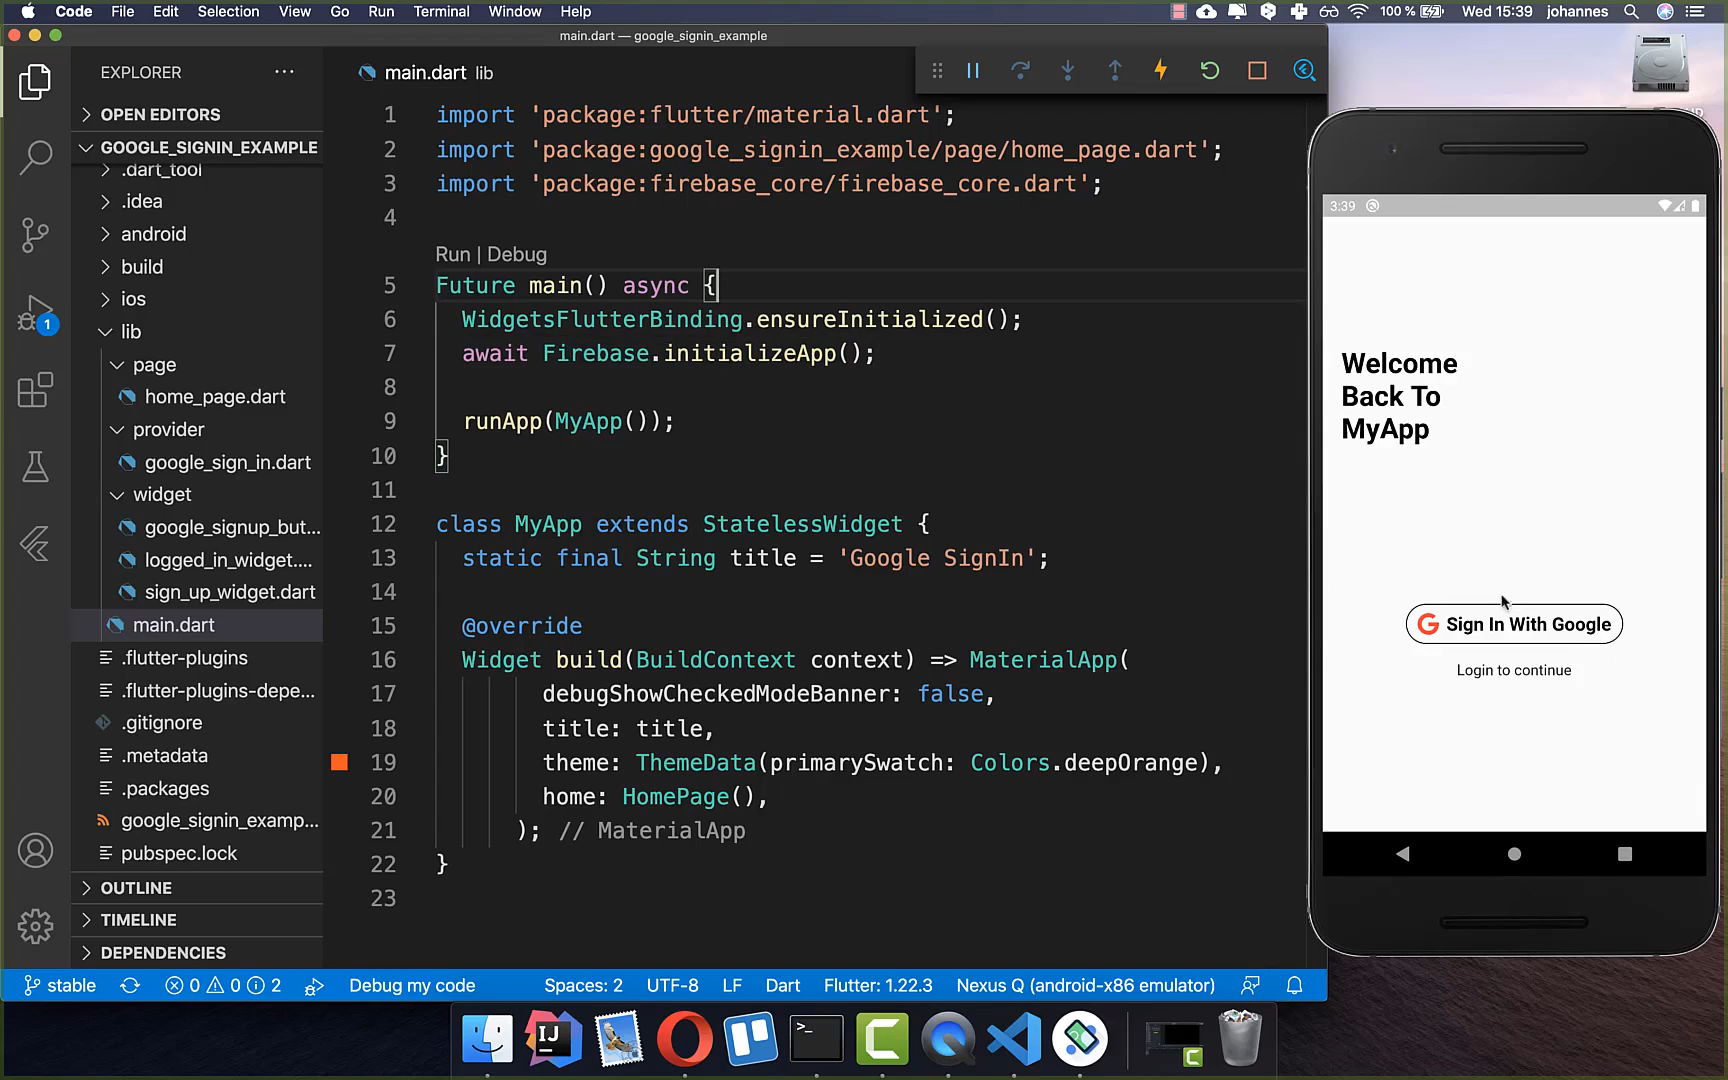 Code File Edit Selection View Go Run Terminal Window Help
100 % Wed 15:39 johannes
main.dart — google_signin_example
EXPLORER
OPEN EDITORS
GOOGLE_SIGNIN_EXAMPLE
.dart_tool
.idea
android
build
ios
lib
page
home_page.dart
provider
google_sign_in.dart
widget
google_signup_but...
logged_in_widget....
sign_up_widget.dart
main.dart
.flutter-plugins
.flutter-plugins-depe...
.gitignore
.metadata
.packages
google_signin_examp...
pubspec.lock
OUTLINE
TIMELINE
DEPENDENCIES
1
main.dart lib
1 import 'package:flutter/material.dart';
2 import 'package:google_signin_example/page/home_page.dart';
3 import 'package:firebase_core/firebase_core.dart';
4
Run | Debug
5 Future main() async {
6 WidgetsFlutterBinding.ensureInitialized();
7 await Firebase.initializeApp();
8
9 runApp(MyApp());
10 }
11
12 class MyApp extends StatelessWidget {
13 static final String title = 'Google SignIn';
14
15 @override
16 Widget build(BuildContext context) => MaterialApp(
17 debugShowCheckedModeBanner: false,
18 title: title,
19 theme: ThemeData(primarySwatch: Colors.deepOrange),
20 home: HomePage(),
21 ); // MaterialApp
22 }
23
3:39
Welcome
Back To
MyApp
G Sign In With Google
Login to continue
stable 0 0 2 Debug my code Spaces: 2 UTF-8 LF Dart Flutter: 1.22.3 Nexus Q (android-x86 emulator)
IJ
>_
C
C